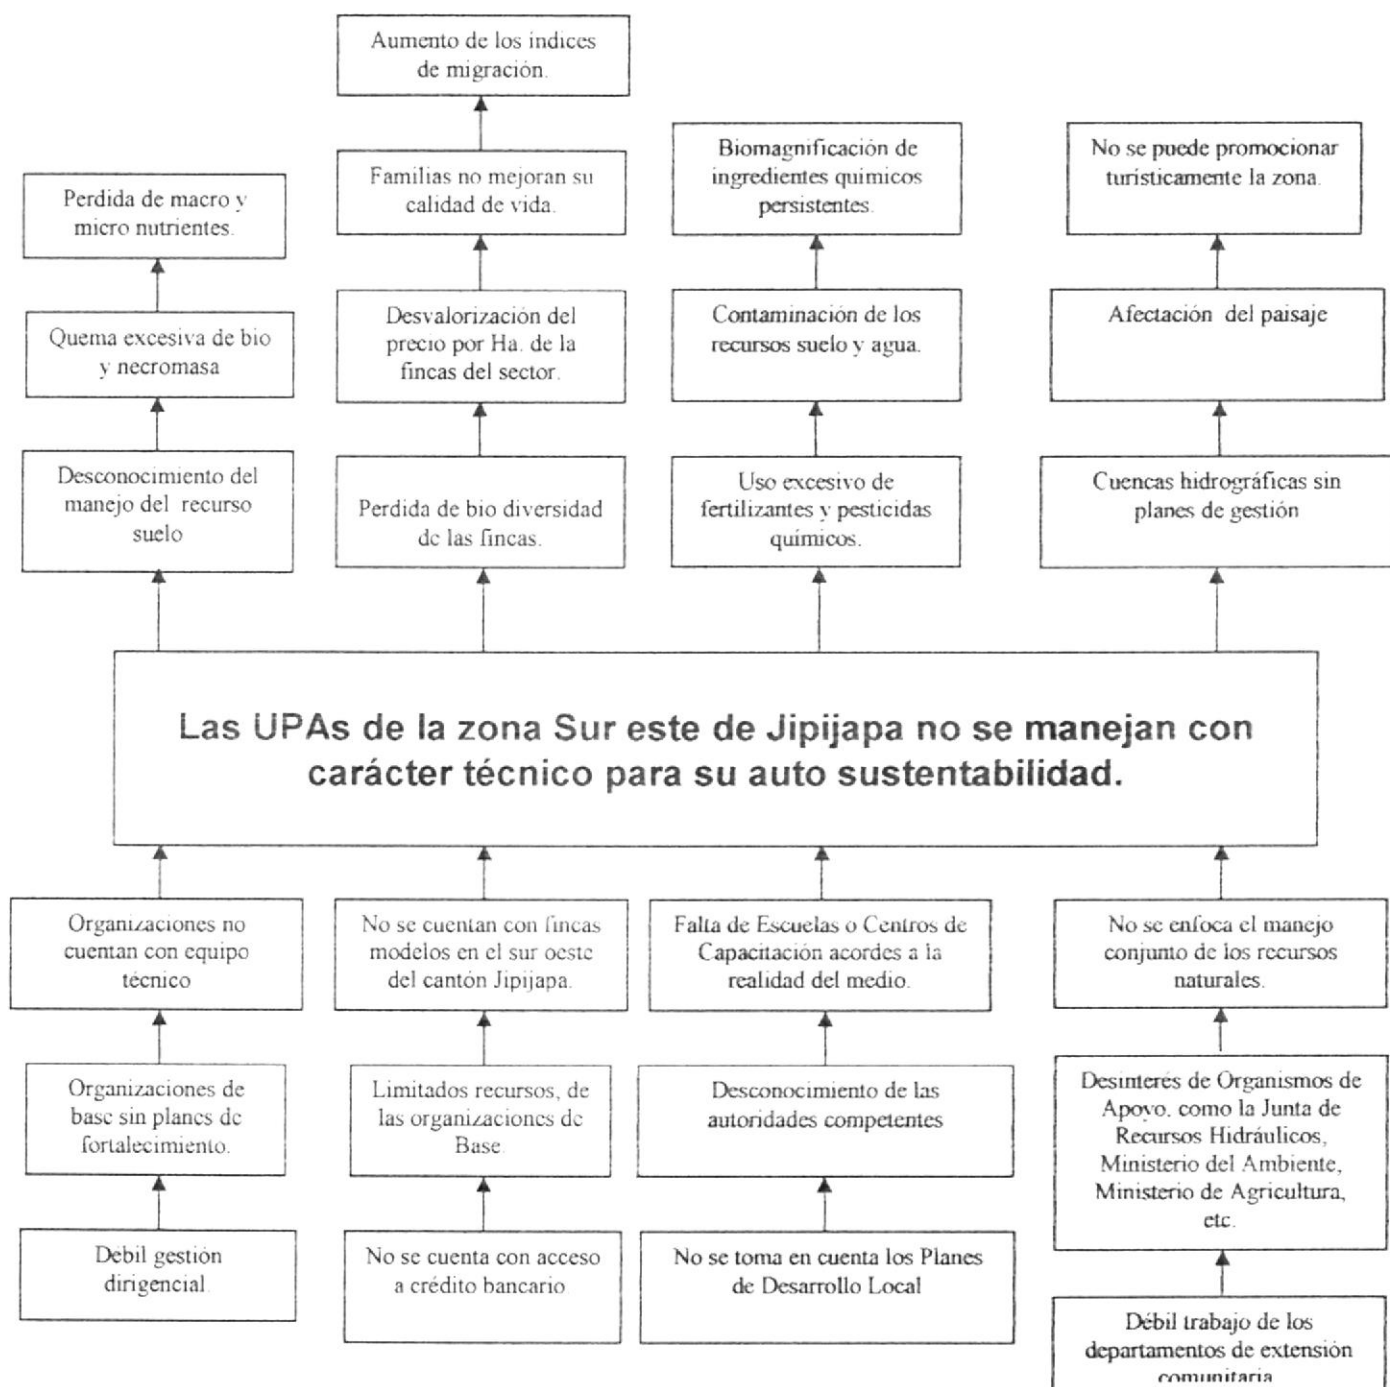 Aumento de los índices
de migración.
Familias no mejoran su
calidad de vida.
Biomagnificación de
ingredientes químicos
persistentes.
No se puede promocionar
turísticamente la zona.
Perdida de macro y
micro nutrientes.
Quema excesiva de bio
y necromasa
Desvalorización del
precio por Ha. de la
fincas del sector.
Contaminación de los
recursos suelo y agua.
Afectación del paisaje
Desconocimiento del
manejo del recurso
suelo
Perdida de bio diversidad
de las fincas.
Uso excesivo de
fertilizantes y pesticidas
químicos.
Cuencas hidrográficas sin
planes de gestión
Las UPAs de la zona Sur este de Jipijapa no se manejan con
carácter técnico para su auto sustentabilidad.
Organizaciones no
cuentan con equipo
técnico
No se cuentan con fincas
modelos en el sur oeste
del cantón Jipijapa.
Falta de Escuelas o Centros de
Capacitación acordes a la
realidad del medio.
No se enfoca el manejo
conjunto de los recursos
naturales.
Organizaciones de
base sin planes de
fortalecimiento.
Limitados recursos, de
las organizaciones de
Base
Desconocimiento de las
autoridades competentes
Desinterés de Organismos de
Apoyo, como la Junta de
Recursos Hidráulicos,
Ministerio del Ambiente,
Ministerio de Agricultura,
etc.
Débil gestión
dirigencial.
No se cuenta con acceso
a crédito bancario
No se toma en cuenta los Planes
de Desarrollo Local
Débil trabajo de los
departamentos de extensión
comunitaria